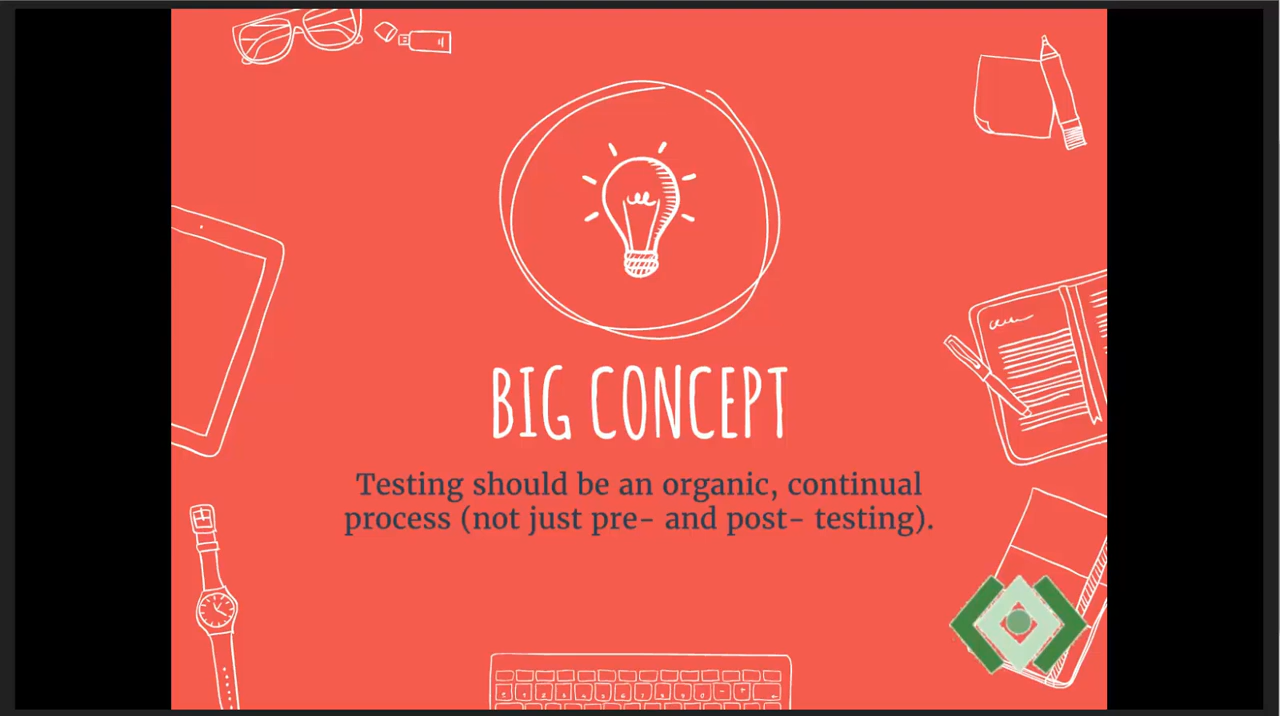 BIG CONCEPT
Testing should be an organic, continual
process (not just pre- and post- testing).